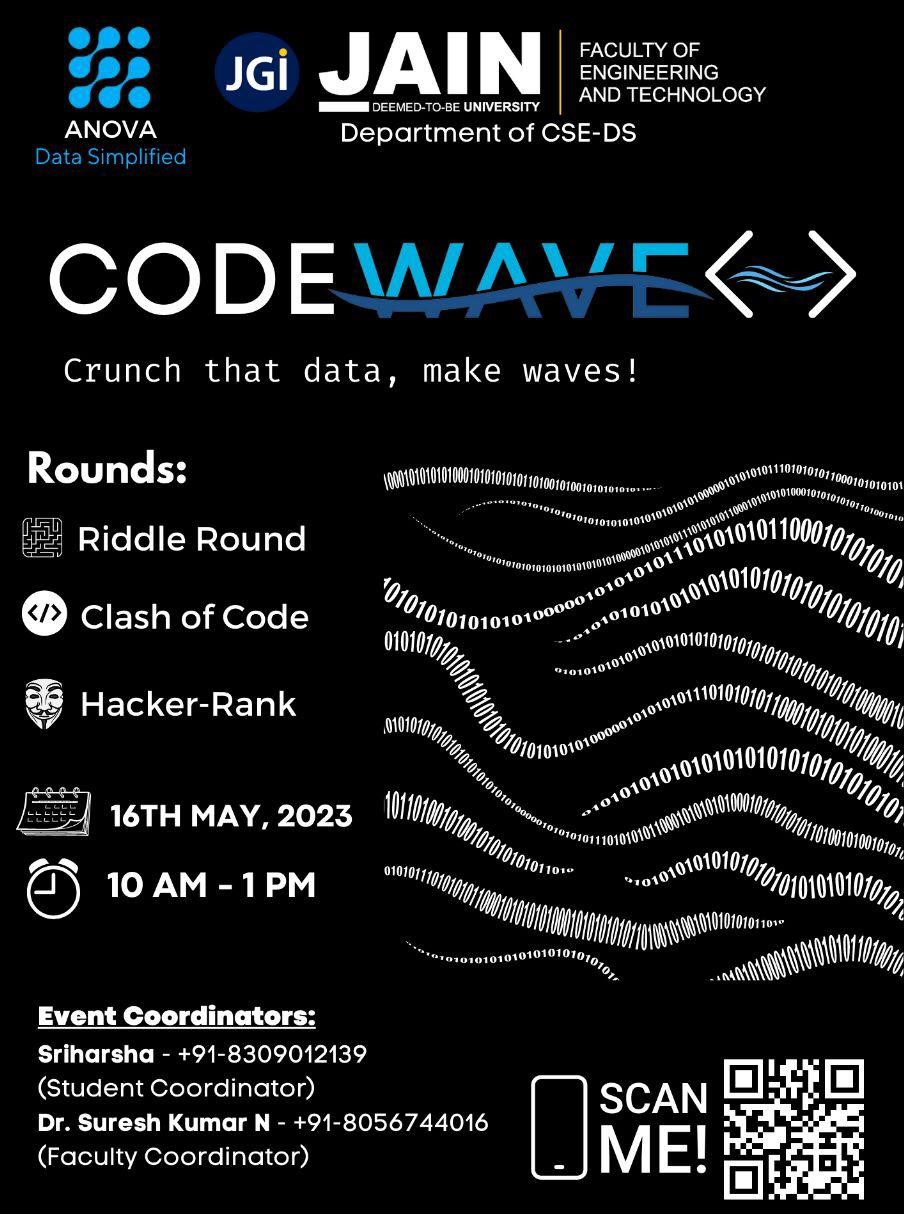 ANOVA
Data Simplified
JGi
JAIN
DEEMED-TO-BE UNIVERSITY
FACULTY OF
ENGINEERING
AND TECHNOLOGY
Department of CSE-DS
CODEWAVE
Crunch that data, make waves!
Rounds:
Riddle Round
</> Clash of Code
Hacker-Rank
16TH MAY, 2023
10 AM - 1 PM
Event Coordinators:
Sriharsha - +91-8309012139
(Student Coordinator)
Dr. Suresh Kumar N - +91-8056744016
(Faculty Coordinator)
SCAN
ME!